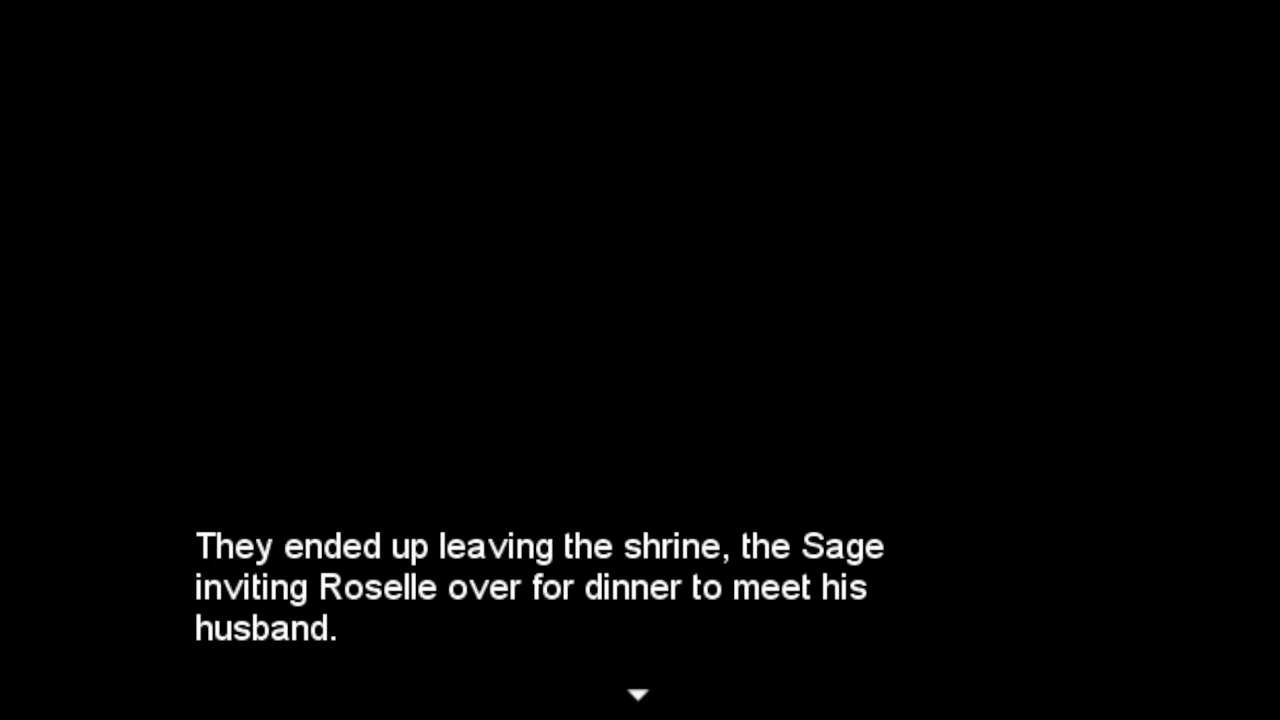 They ended up leaving the shrine, the Sage
inviting Roselle over for dinner to meet his
husband.